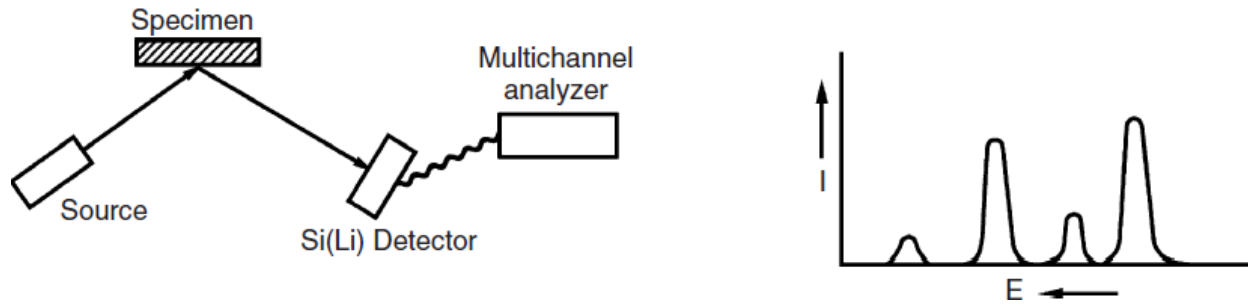 Specimen
Multichannel
analyzer
Source
Si(Li) Detector
I
E